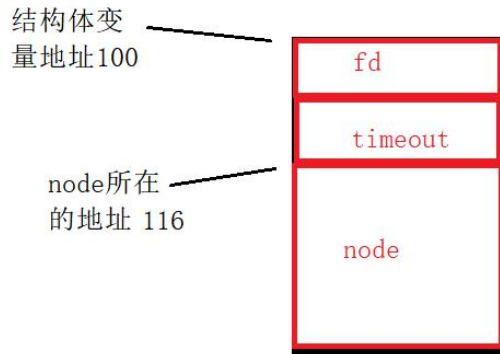 结构体变
量地址100
fd
timeout
node所在
的地址 116
node